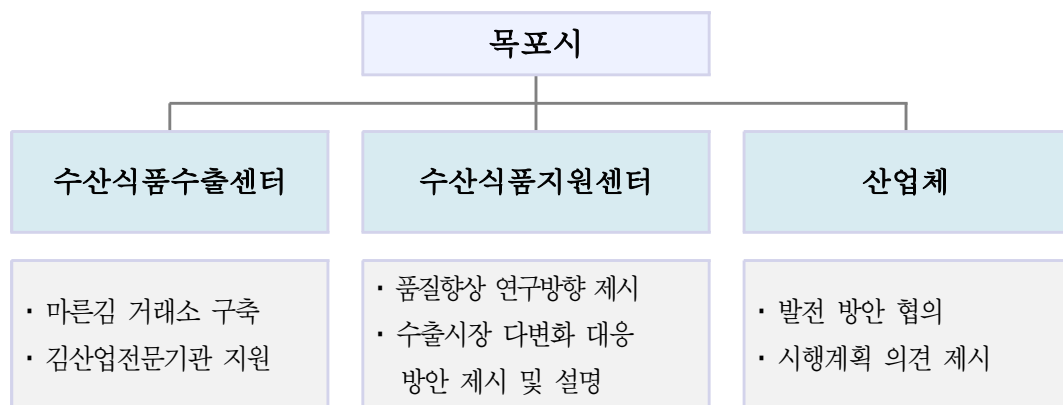 목포시
수산식품수출센터
수산식품지원센터
산업체
· 마른김 거래소 구축
· 김산업전문기관 지원
· 품질향상 연구방향 제시
· 수출시장 다변화 대응
방안 제시 및 설명
· 발전 방안 협의
· 시행계획 의견 제시